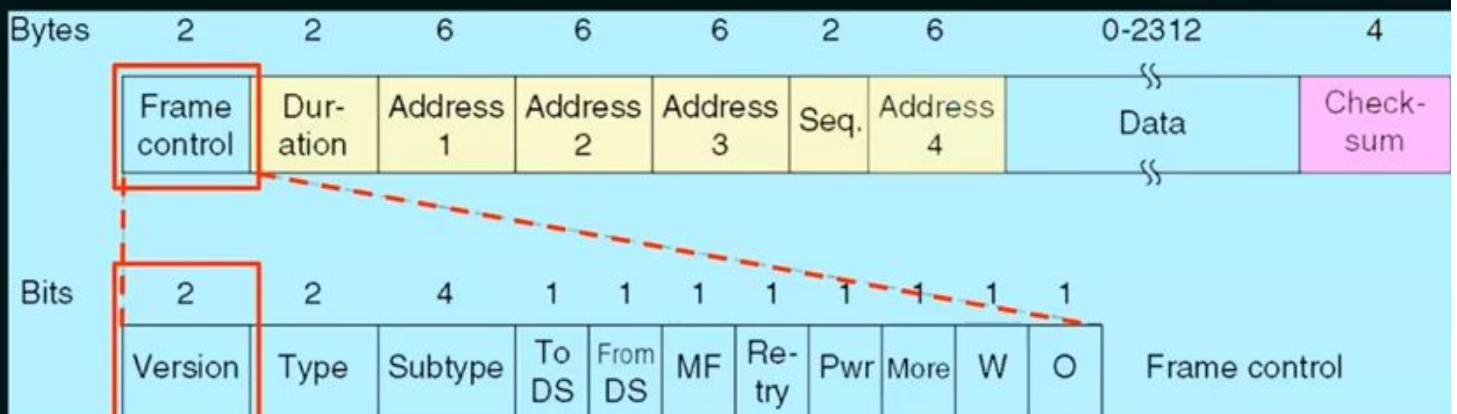 Bytes 2 2 6 6 6 2 6 0-2312 4
Frame control Dur- ation Address 1 Address 2 Address 3 Seq. Address 4 Data Check- sum
Bits 2 2 4 1 1 1 1 1 1 1 1
Version Type Subtype To DS From DS MF Re- try Pwr More W O Frame control